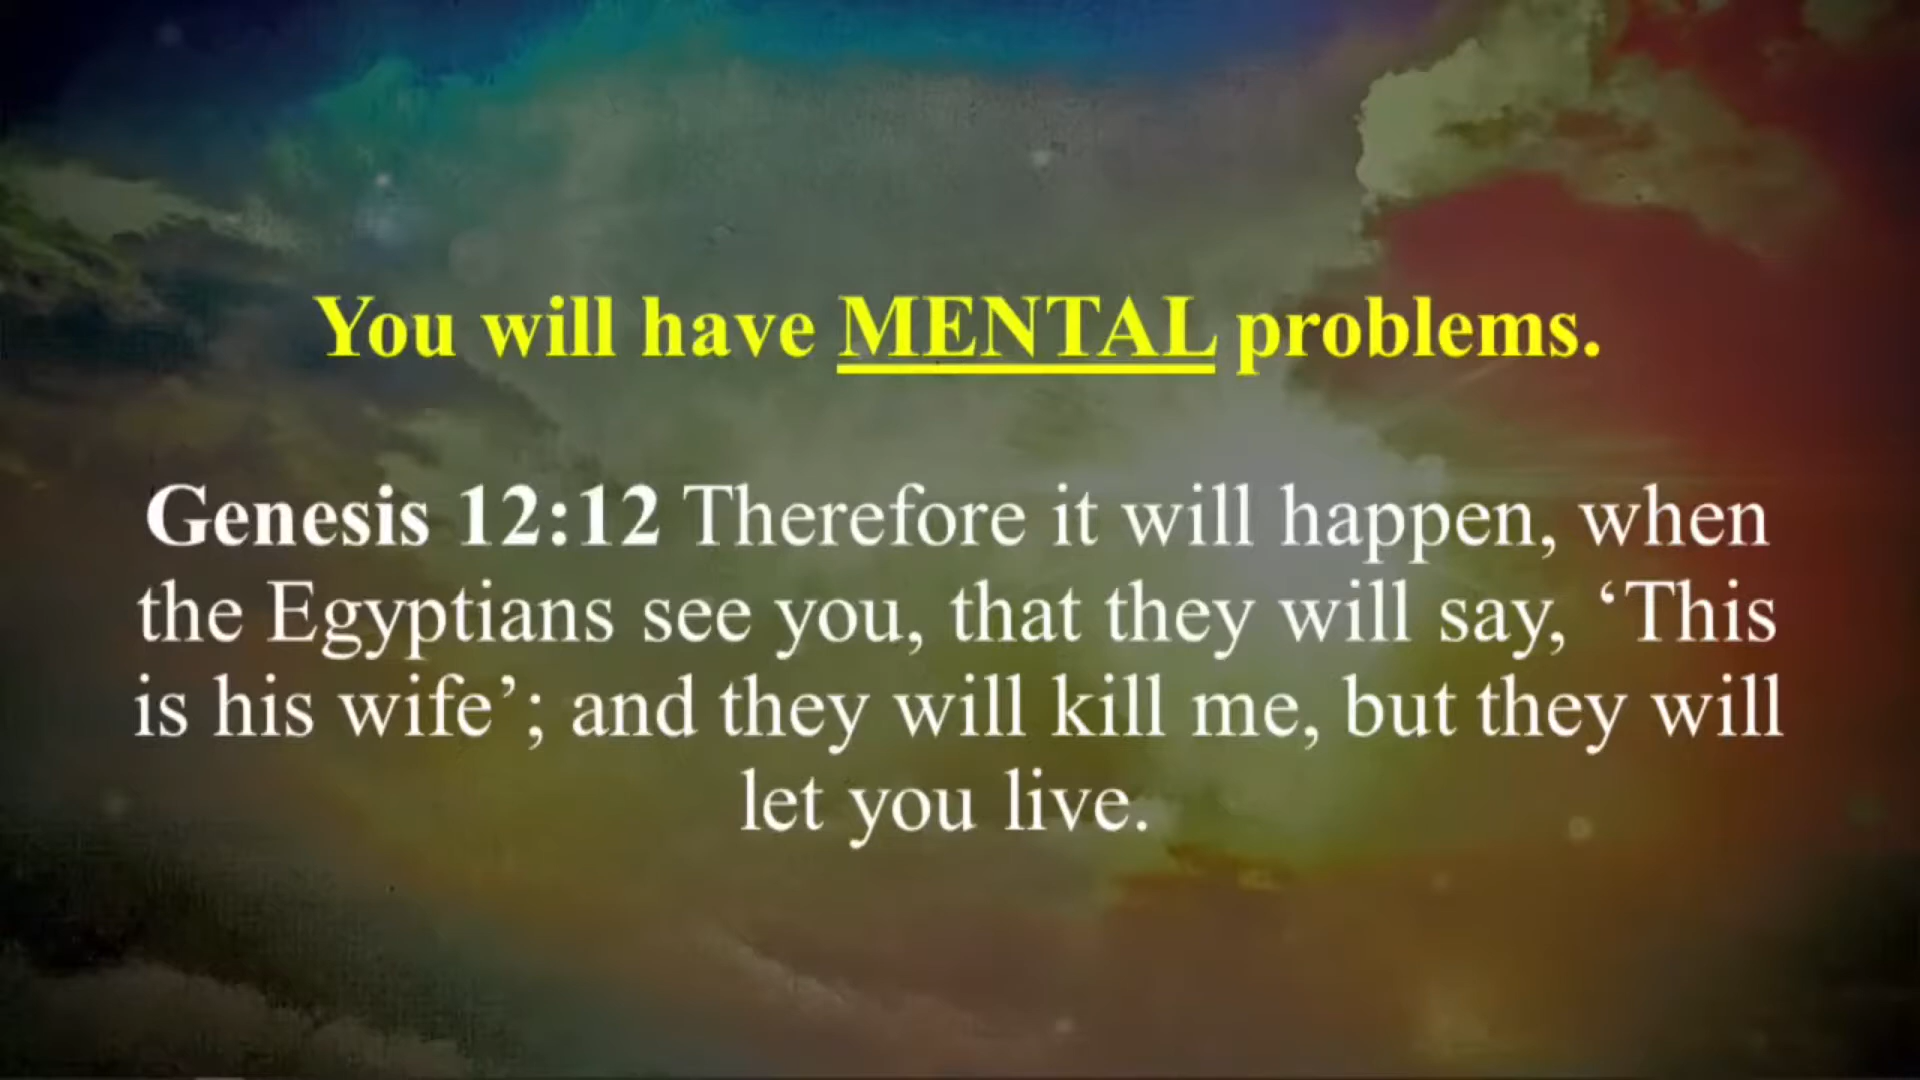 You will have MENTAL problems.
Genesis 12:12 Therefore it will happen, when
the Egyptians see you, that they will say, ‘This
is his wife’; and they will kill me, but they will
let you live.